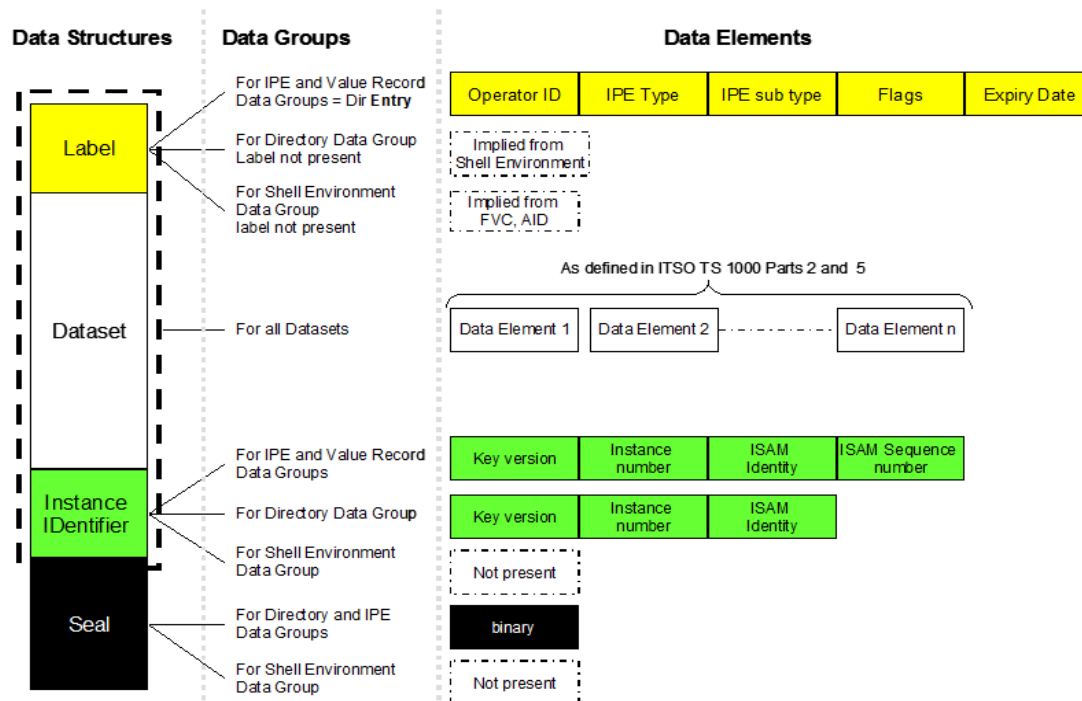 Data Structures
Data Groups
Data Elements
For IPE and Value Record
Data Groups = Dir Entry
Operator ID
IPE Type
IPE sub type
Flags
Expiry Date
Label
For Directory Data Group
Label not present
Implied from
Shell Environment
For Shell Environment
Data Group
label not present
Implied from
FVC, AID
As defined in ITSO TS 1000 Parts 2 and 5
Dataset
For all Datasets
Data Element 1
Data Element 2
Data Element n
For IPE and Value Record
Data Groups
Key version
Instance
number
ISAM
Identity
ISAM Sequence
number
Instance
IDentifier
For Directory Data Group
Key version
Instance
number
ISAM
Identity
For Shell Environment
Data Group
Not present
Seal
For Directory and IPE
Data Groups
binary
For Shell Environment
Data Group
Not present